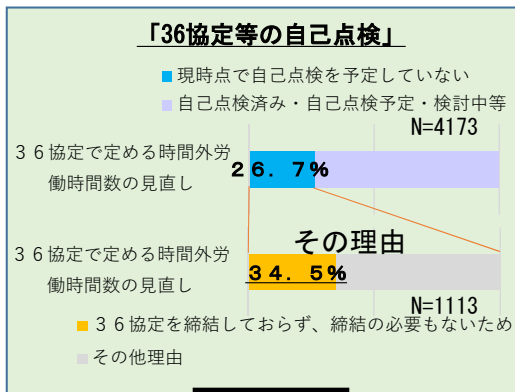 「36協定等の自己点検」
■現時点で自己点検を予定していない
■自己点検済み・自己点検予定・検討中等
N=4173
３６協定で定める時間外労
働時間数の見直し
２６．７％
その理由
３６協定で定める時間外労
働時間数の見直し
３４．５％
N=1113
■３６協定を締結しておらず、締結の必要もないため
■その他理由